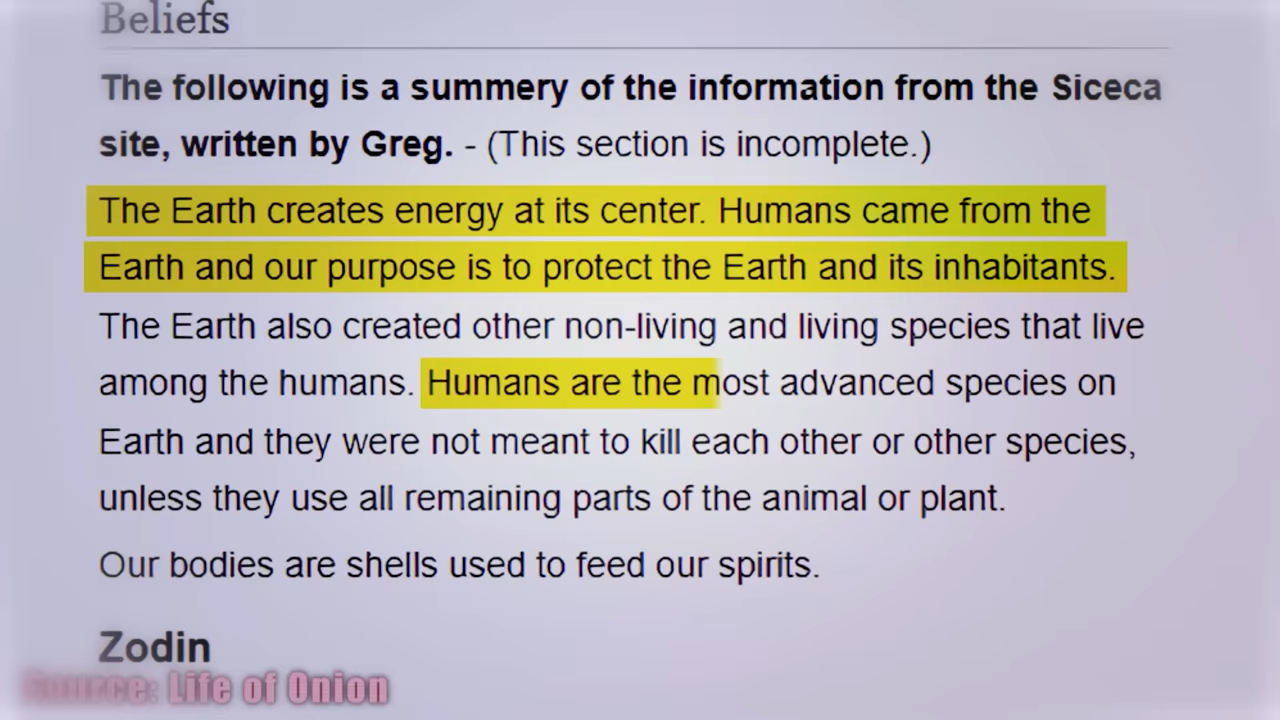 Beliefs
The following is a summery of the information from the Siceca
site, written by Greg. - (This section is incomplete.)
The Earth creates energy at its center. Humans came from the
Earth and our purpose is to protect the Earth and its inhabitants.
The Earth also created other non-living and living species that live
among the humans. Humans are the most advanced species on
Earth and they were not meant to kill each other or other species,
unless they use all remaining parts of the animal or plant.
Our bodies are shells used to feed our spirits.
Zodin
Source: Life of Onion